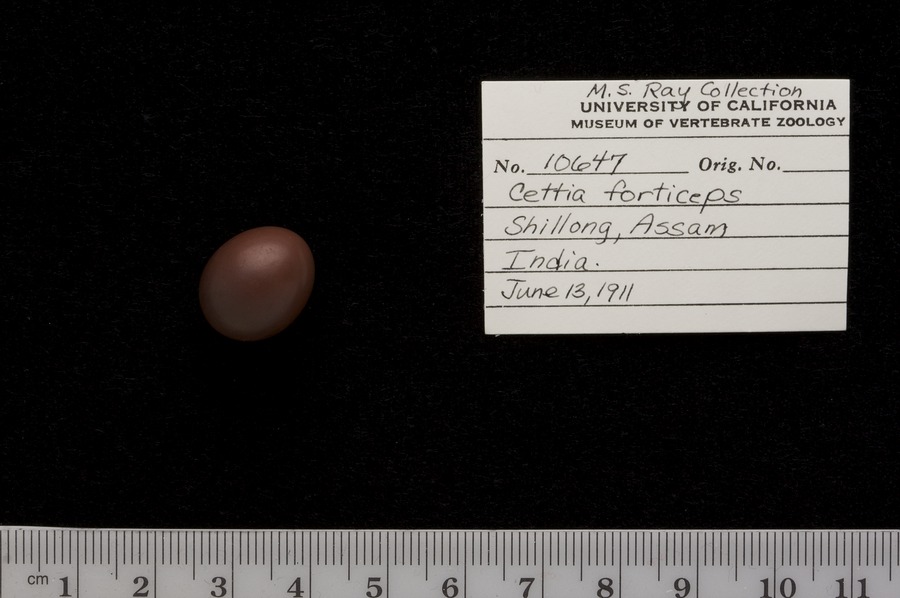 M.S. Ray Collection
UNIVERSITY OF CALIFORNIA
MUSEUM OF VERTEBRATE ZOOLOGY
No. 10647 Orig. No.
Cettia forticeps
Shillong, Assam
India.
June 13, 1911
cm 1 2 3 4 5 6 7 8 9 10 11